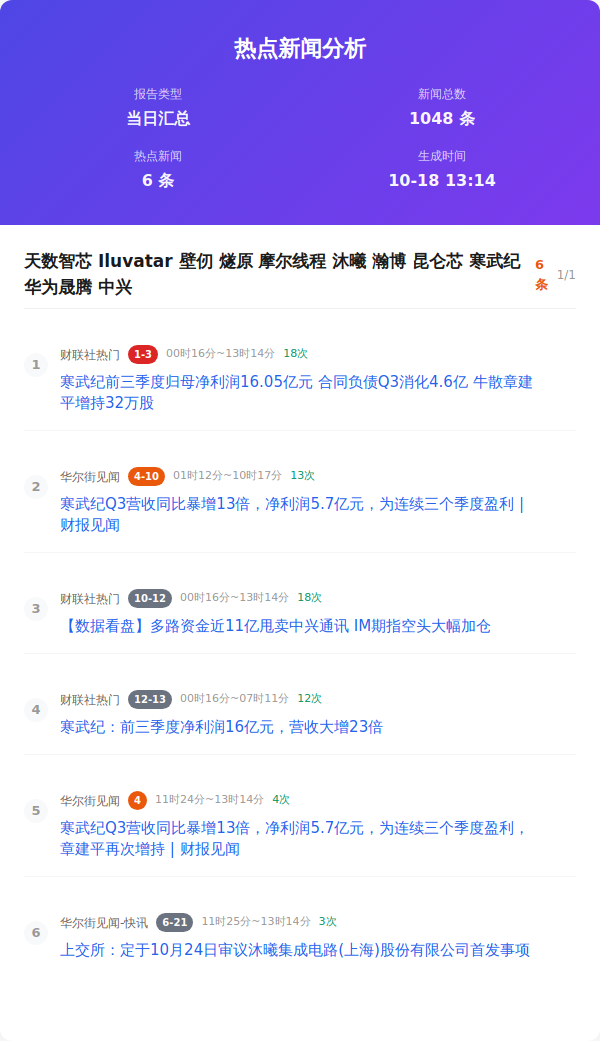 热点新闻分析
报告类型
新闻总数
当日汇总
1048 条
热点新闻
生成时间
6 条
10-18 13:14
天数智芯 Iluvatar 壁仞 燧原 摩尔线程 沐曦 瀚博 昆仑芯 寒武纪
华为晟腾 中兴
6
条
1/1
1
财联社热门 1-3 00时16分~13时14分 18次
寒武纪前三季度归母净利润16.05亿元 合同负债Q3消化4.6亿 牛散章建
平增持32万股
2
华尔街见闻 4-10 01时12分~10时17分 13次
寒武纪Q3营收同比暴增13倍，净利润5.7亿元，为连续三个季度盈利 |
财报见闻
3
财联社热门 10-12 00时16分~13时14分 18次
【数据看盘】多路资金近11亿甩卖中兴通讯 IM期指空头大幅加仓
4
财联社热门 12-13 00时16分~07时11分 12次
寒武纪：前三季度净利润16亿元，营收大增23倍
5
华尔街见闻 4 11时24分~13时14分 4次
寒武纪Q3营收同比暴增13倍，净利润5.7亿元，为连续三个季度盈利，
章建平再次增持 | 财报见闻
6
华尔街见闻-快讯 6-21 11时25分~13时14分 3次
上交所：定于10月24日审议沐曦集成电路(上海)股份有限公司首发事项